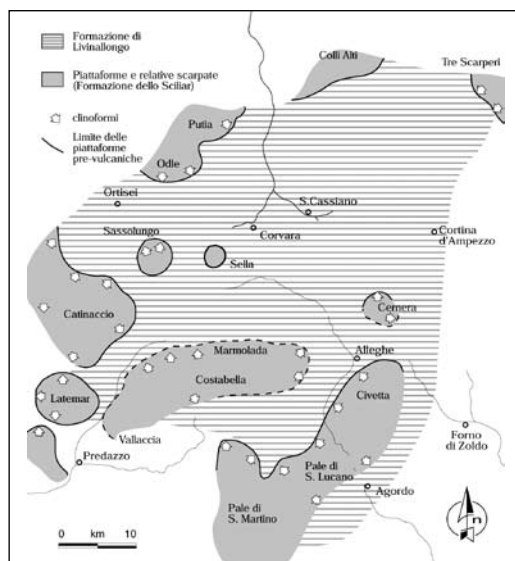 Formazione di
Livinallongo
Piattaforme e relative scarpate
(Formazione dello Sciliar)
clinoformi
Limite delle
piattaforme
pre-vulcaniche
Colli Alti
Tre Scarperi
Putia
Odle
Ortisei
S.Cassiano
Corvara
Cortina
d'Ampezzo
Sassolungo
Sella
Catinaccio
Cernera
Marmolada
Alleghe
Costabella
Civetta
Latemar
Vallaccia
Forno
di Zoldo
Predazzo
Pale di
S. Lucano
Agordo
Pale di
S. Martino
0 km 10
n